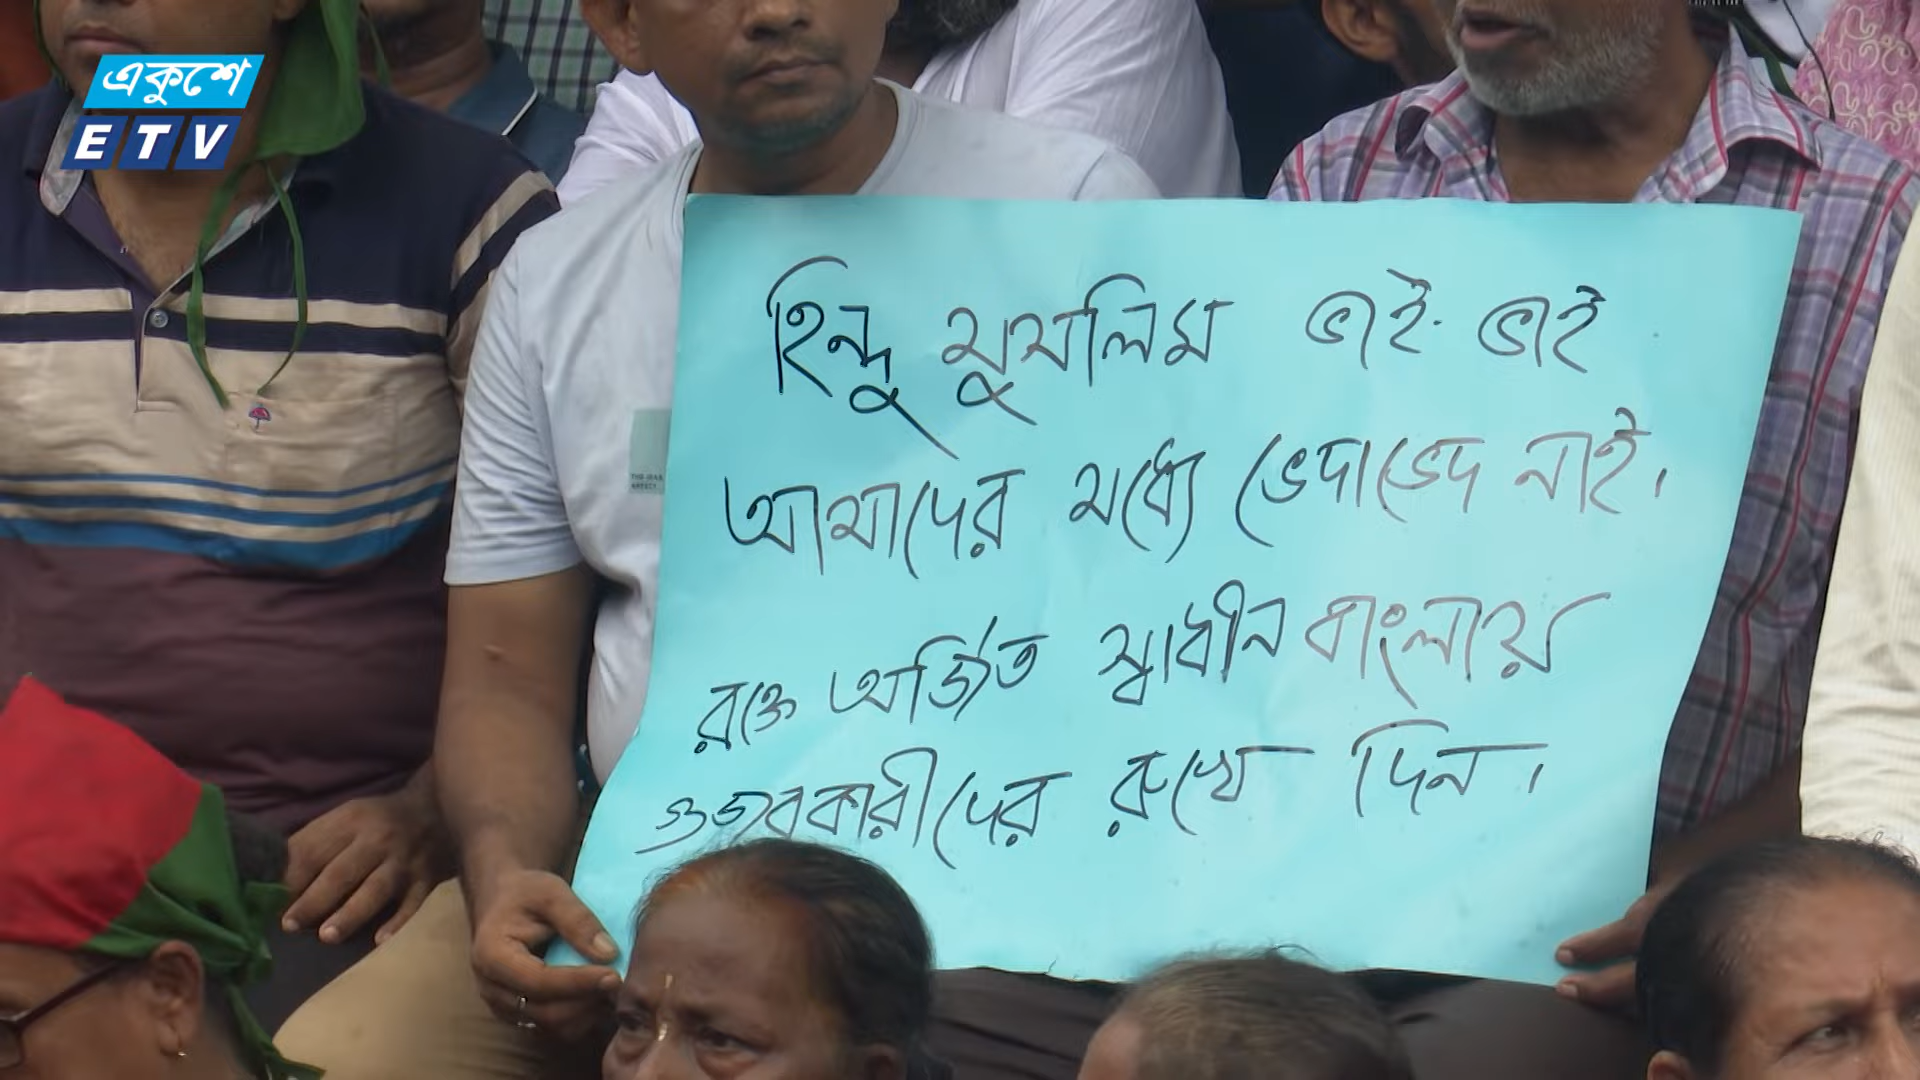 একুশে
ETV
হিন্দু মুসলিম ভাই-ভাই
আমাদের মধ্যে ভেদাভেদ নাই।
রক্তে অর্জিত স্বাধীন বাংলায়
গুজবকারীদের রুখে দিন।